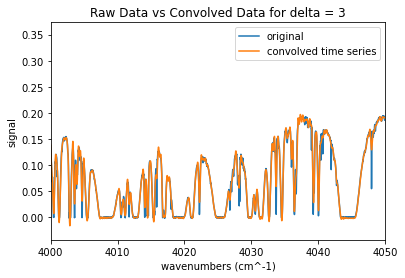 Raw Data vs Convolved Data for delta = 3
original
convolved time series
0.35
0.30
0.25
0.20
0.15
0.10
0.05
0.00
signal
4000
4010
4020
4030
4040
4050
wavenumbers (cm^-1)